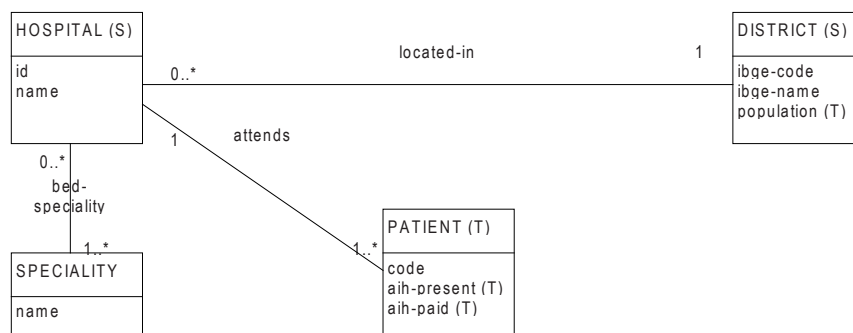 HOSPITAL (S)
id
name
located-in
0..*
1
DISTRICT (S)
ibge-code
ibge-name
population (T)
attends
1
1..*
0..*
bed-
speciality
1..*
SPECIALITY
name
PATIENT (T)
code
aih-present (T)
aih-paid (T)